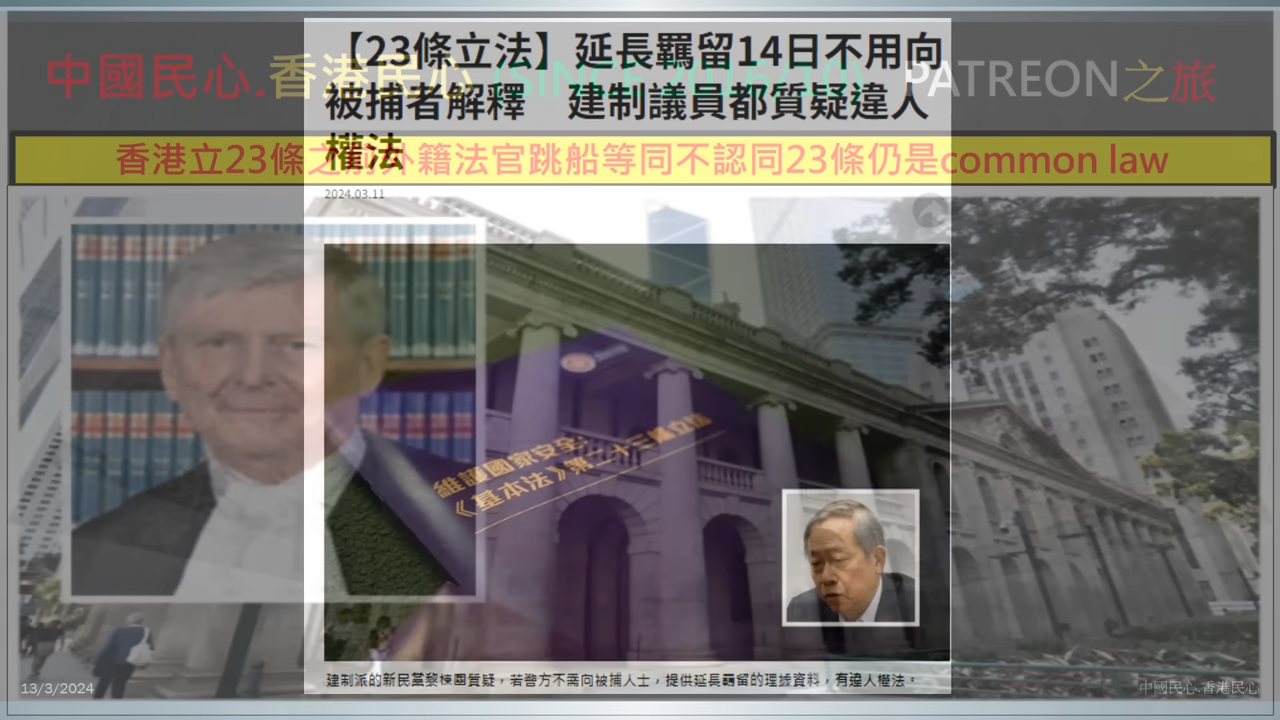 中國民心.香港民心 (SINCE 2016/10) PATREON之旅
【23條立法】延長羈留14日不用向
被捕者解釋 建制議員都質疑違人
權法
香港立23條之前外籍法官跳船等同不認同23條仍是common law
2024.03.11
維護國家安全:
《基本法》第二十三條立法
建制派的新民黨黎棟國質疑，若警方不需向被捕人士，提供延長羈留的理據資料，有違人權法。
13/3/2024
中國民心.香港民心